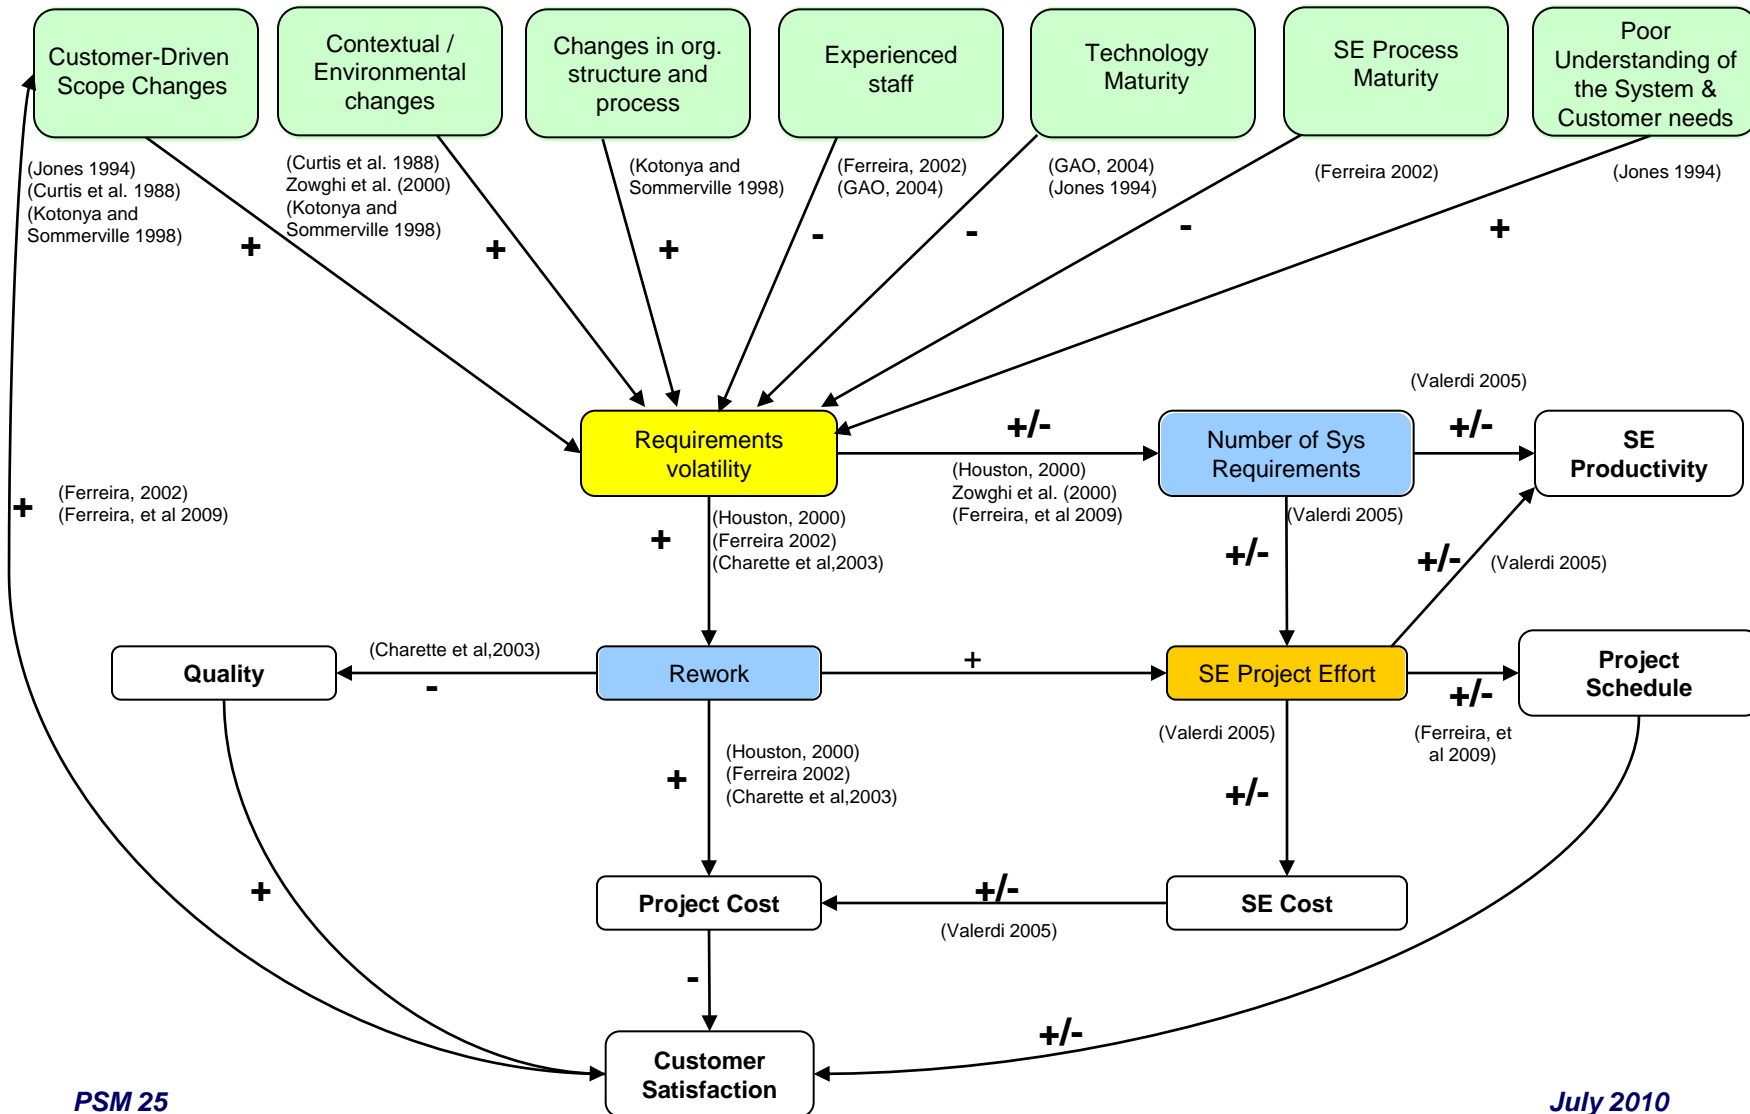 Customer-Driven
Scope Changes
Contextual /
Environmental
changes
Changes in org.
structure and
process
Experienced
staff
Technology
Maturity
SE Process
Maturity
Poor
Understanding of
the System &
Customer needs
(Jones 1994)
(Curtis et al. 1988)
(Kotonya and
Sommerville 1998)
+
(Curtis et al. 1988)
Zowghi et al. (2000)
(Kotonya and
Sommerville 1998)
+
(Kotonya and
Sommerville 1998)
+
(Ferreira, 2002)
(GAO, 2004)
-
(GAO, 2004)
(Jones 1994)
-
(Ferreira 2002)
-
(Jones 1994)
+
Requirements
volatility
+/-
(Houston, 2000)
Zowghi et al. (2000)
(Ferreira, et al 2009)
Number of Sys
Requirements
(Valerdi 2005)
+/-
SE
Productivity
+
(Ferreira, 2002)
(Ferreira, et al 2009)
+
(Houston, 2000)
(Ferreira 2002)
(Charette et al,2003)
(Valerdi 2005)
+/-
+/-
(Valerdi 2005)
Quality
(Charette et al,2003)
-
Rework
+
SE Project Effort
+/-
(Ferreira, et
al 2009)
Project
Schedule
+
(Houston, 2000)
(Ferreira 2002)
(Charette et al,2003)
(Valerdi 2005)
+/-
+
Project Cost
+/-
(Valerdi 2005)
SE Cost
-
+/-
Customer
Satisfaction
PSM 25
July 2010